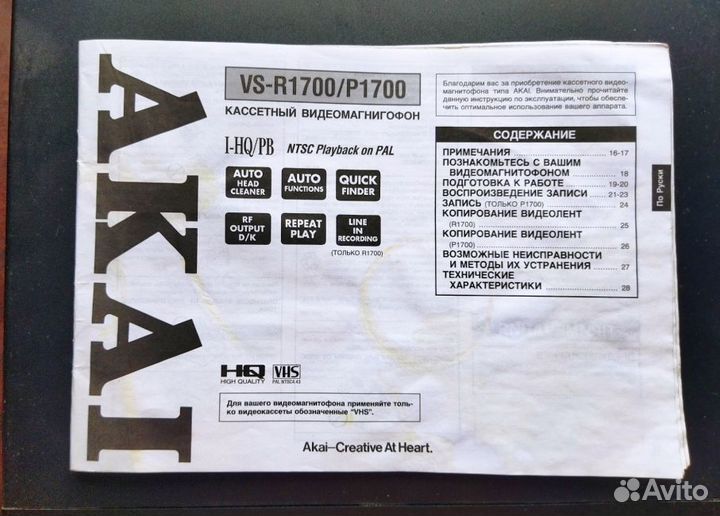 AKAI
VS-R1700/P1700
КАССЕТНЫЙ ВИДЕОМАГНИГОФОН
I-HQ/PB NTSC Playback on PAL
AUTO HEAD CLEANER
AUTO FUNCTIONS
QUICK FINDER
RF OUTPUT D/K
REPEAT PLAY
LINE IN RECORDING
(ТОЛЬКО R1700)
HQ
HIGH QUALITY
VHS
PAL NTSC4.43
Для вашего видеомагнитофона применяйте толь-
ко видеокассеты обозначенные "VHS".
Akai–Creative At Heart.
Благодарим вас за приобретение кассетного видео-
магнитофона типа AKAI. Внимательно прочитайте
данную инструкцию по эксплуатации, чтобы обеспе-
чить оптимальное использование вашего аппарата.
СОДЕРЖАНИЕ
ПРИМЕЧАНИЯ 16-17
ПОЗНАКОМЬТЕСЬ С ВАШИМ
ВИДЕОМАГНИТОФОНОМ 18
ПОДГОТОВКА К РАБОТЕ 19-20
ВОСПРОИЗВЕДЕНИЕ ЗАПИСИ 21-23
ЗАПИСЬ (ТОЛЬКО P1700) 24
КОПИРОВАНИЕ ВИДЕОЛЕНТ
(R1700) 25
КОПИРОВАНИЕ ВИДЕОЛЕНТ
(P1700) 26
ВОЗМОЖНЫЕ НЕИСПРАВНОСТИ
И МЕТОДЫ ИХ УСТРАНЕНИЯ 27
ТЕХНИЧЕСКИЕ
ХАРАКТЕРИСТИКИ 28
По Руски
Avito